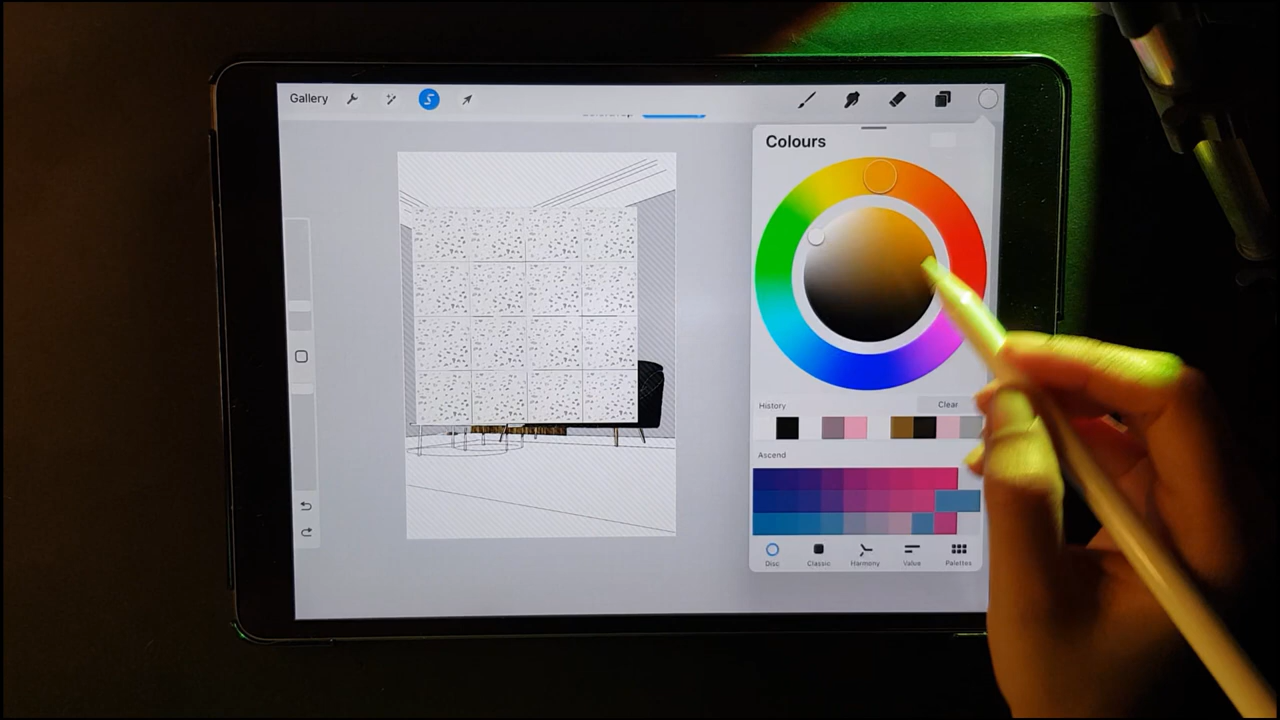 Gallery
Colours
History
Clear
Ascend
Disc
Classic
Harmony
Value
Palettes